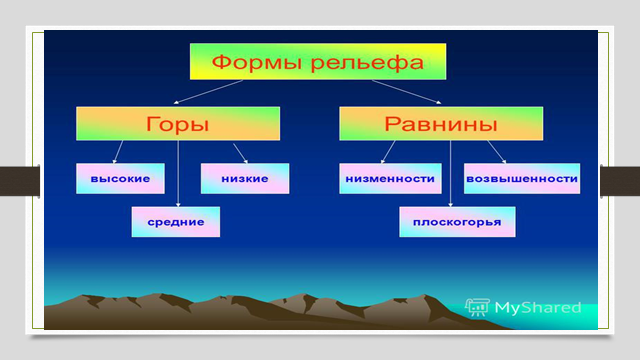 Формы рельефа
Горы
Равнины
высокие
низкие
низменности
возвышенности
средние
плоскогорья
MyShared